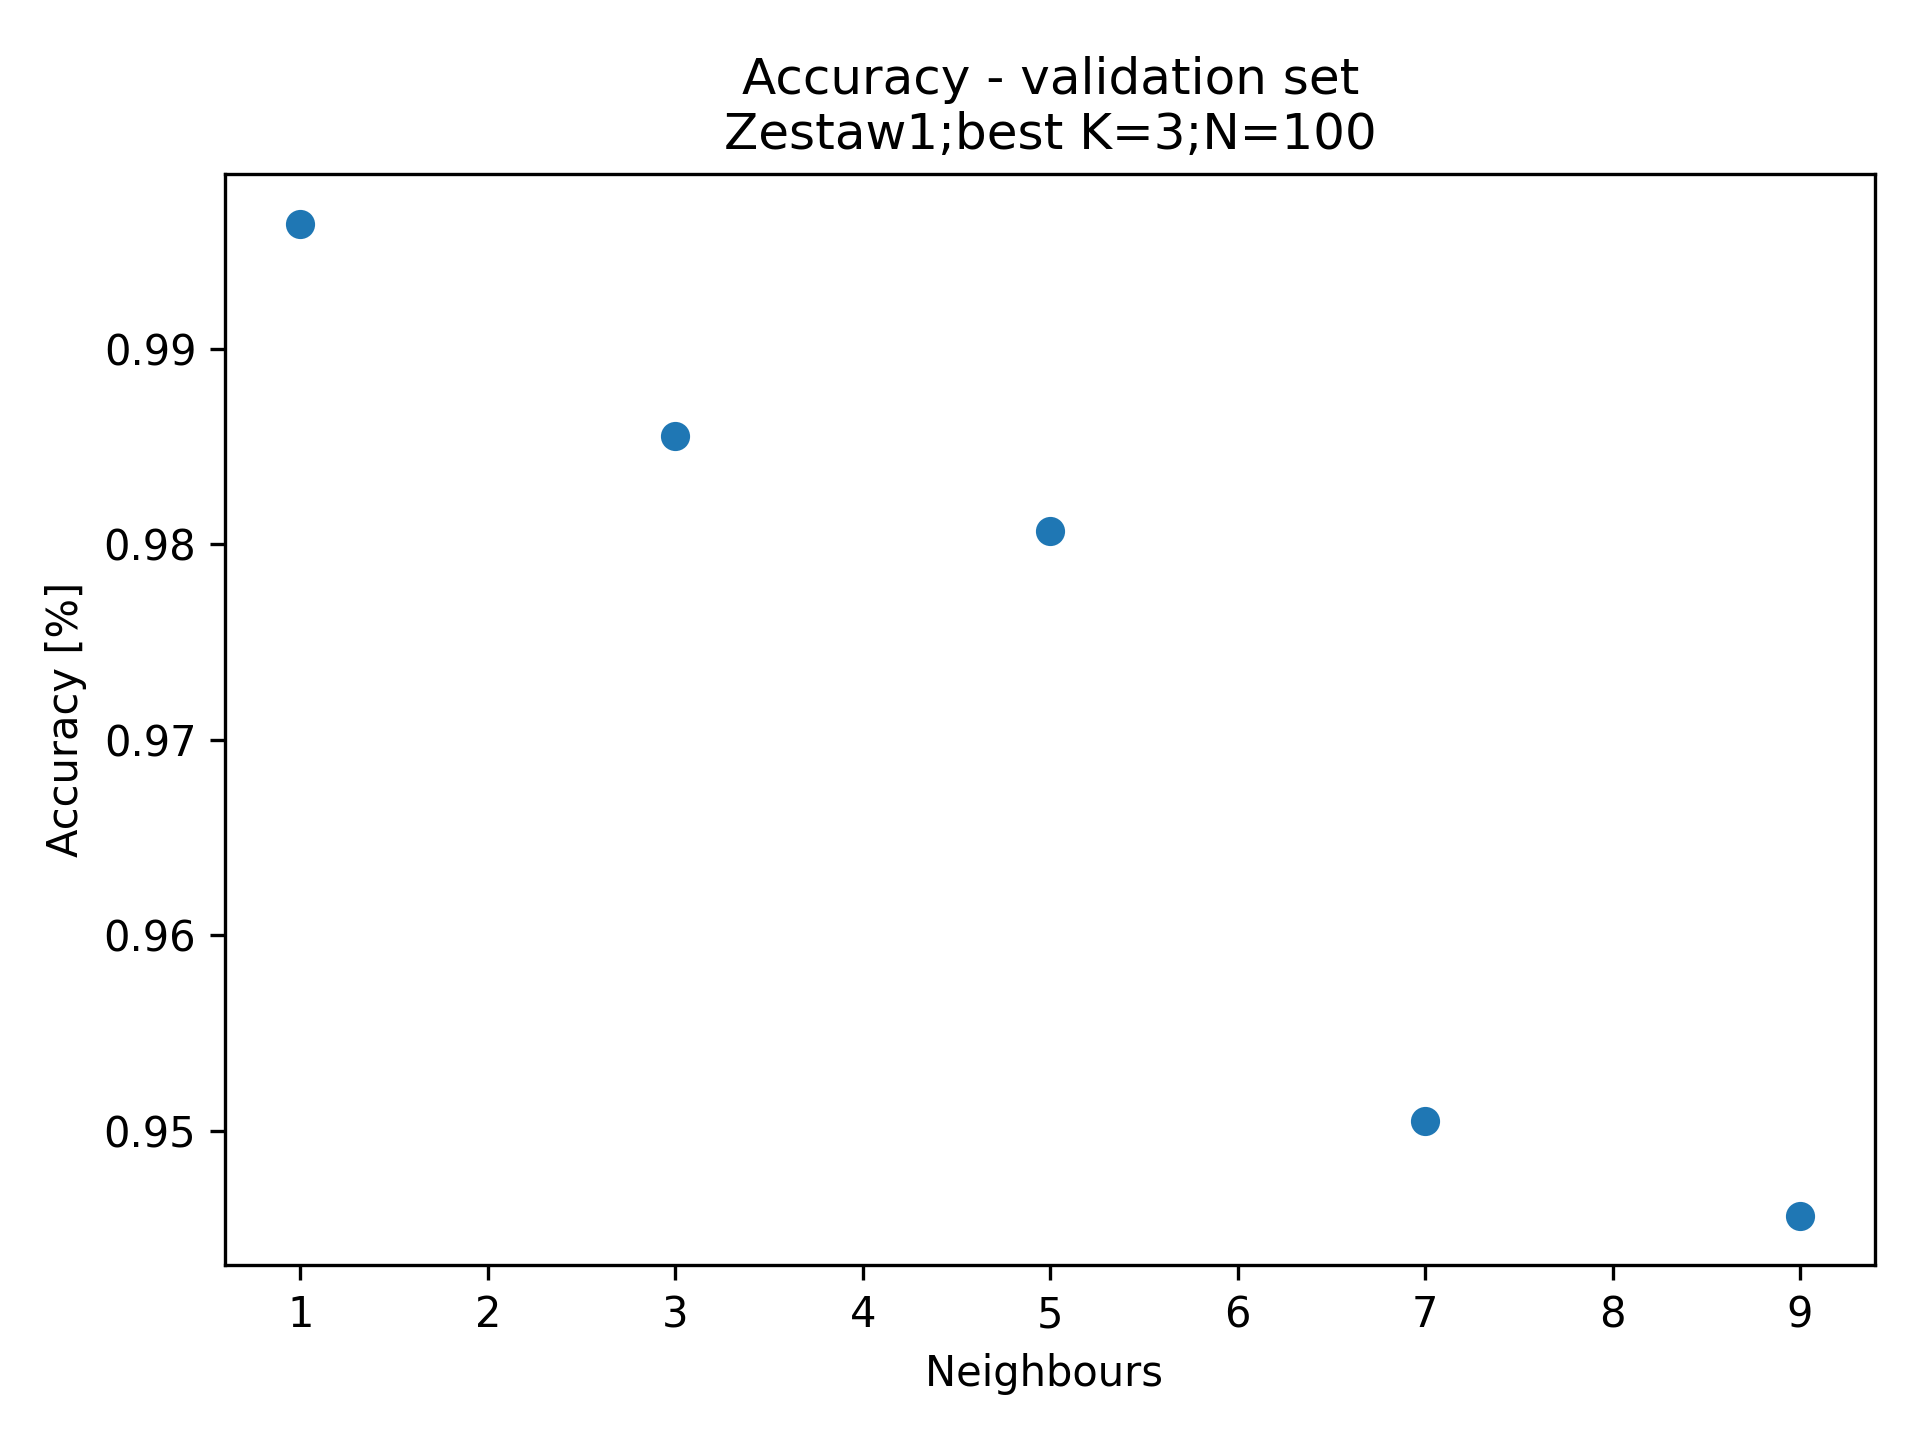 Accuracy - validation set
Zestaw1;best K=3;N=100
Accuracy [%]
0.99
0.98
0.97
0.96
0.95
1 2 3 4 5 6 7 8 9
Neighbours